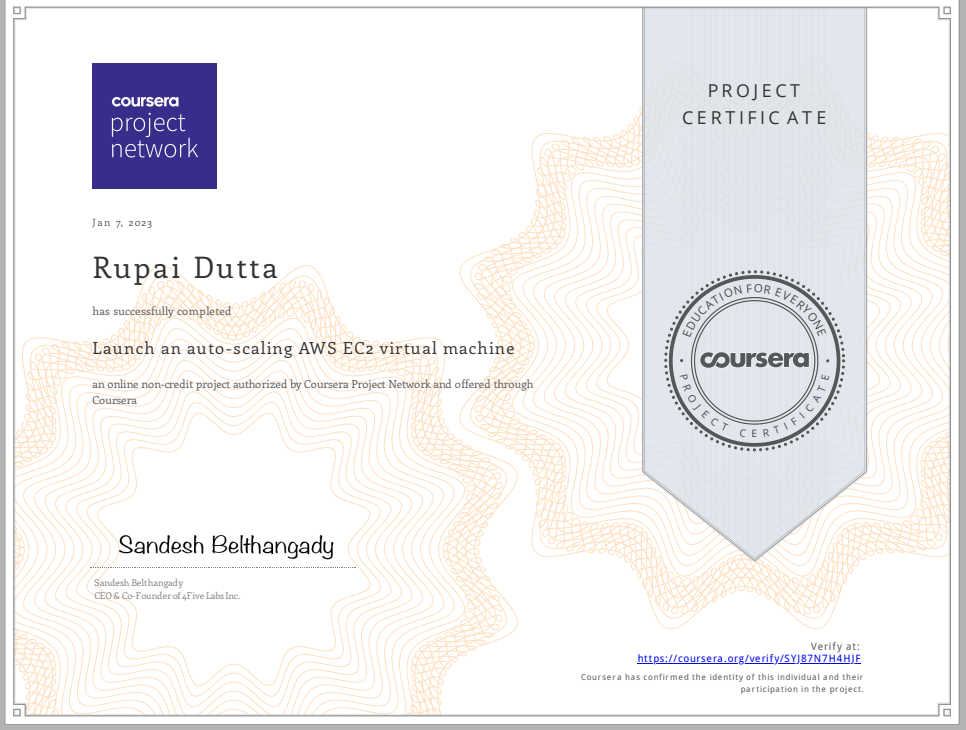 coursera
project
network
PROJECT
CERTIFICATE
Jan 7, 2023
Rupai Dutta
has successfully completed
Launch an auto-scaling AWS EC2 virtual machine
an online non-credit project authorized by Coursera Project Network and offered through
Coursera
EDUCATION FOR EVERYONE
coursera
PROJECT CERTIFICATE
Sandesh Belthangady
Sandesh Belthangady
CEO & Co-Founder of 4Five Labs Inc.
Verify at:
https://coursera.org/verify/SYJ87N7H4HJF
Coursera has confirmed the identity of this individual and their
participation in the project.